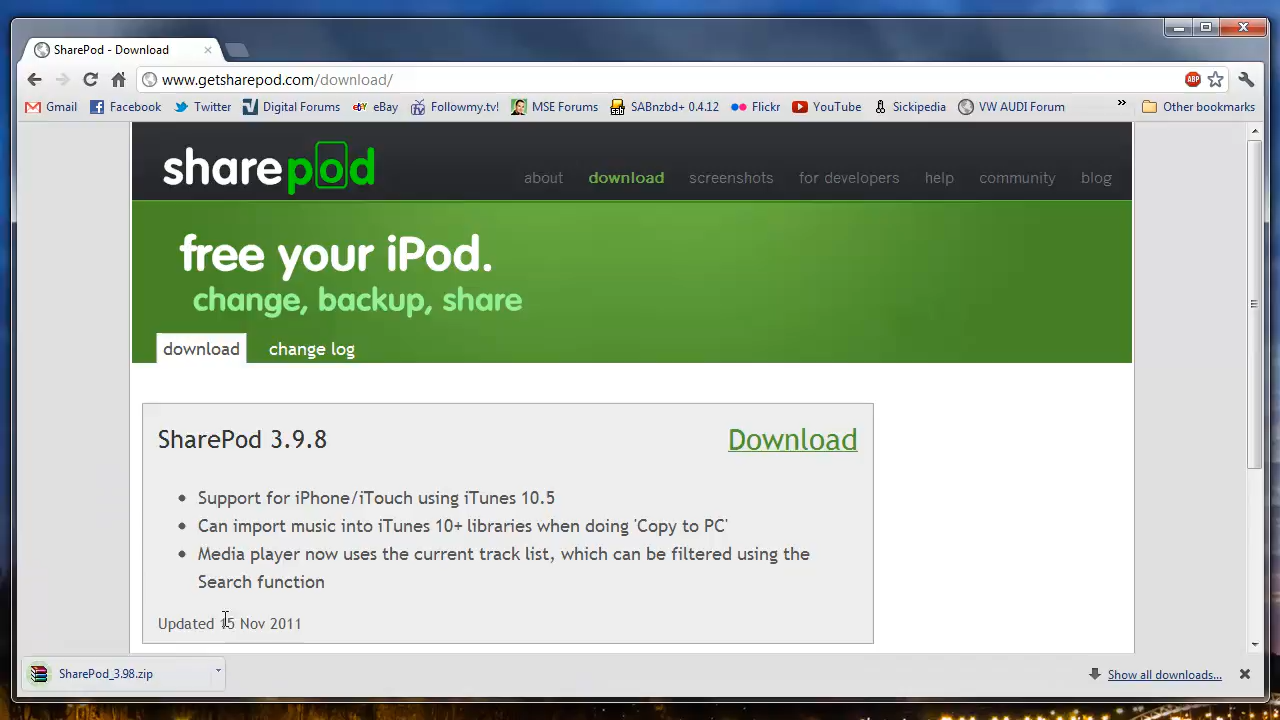 SharePod - Download
www.getsharepod.com/download/
ABP
Gmail Facebook Twitter Digital Forums eBay Followmy.tv! MSE Forums SABnzbd+ 0.4.12 Flickr YouTube Sickipedia VW AUDI Forum » Other bookmarks
sharepod
about download screenshots for developers help community blog
free your iPod.
change, backup, share
download change log
SharePod 3.9.8 Download
• Support for iPhone/iTouch using iTunes 10.5
• Can import music into iTunes 10+ libraries when doing 'Copy to PC'
• Media player now uses the current track list, which can be filtered using the
Search function
Updated 15 Nov 2011
SharePod_3.98.zip Show all downloads...